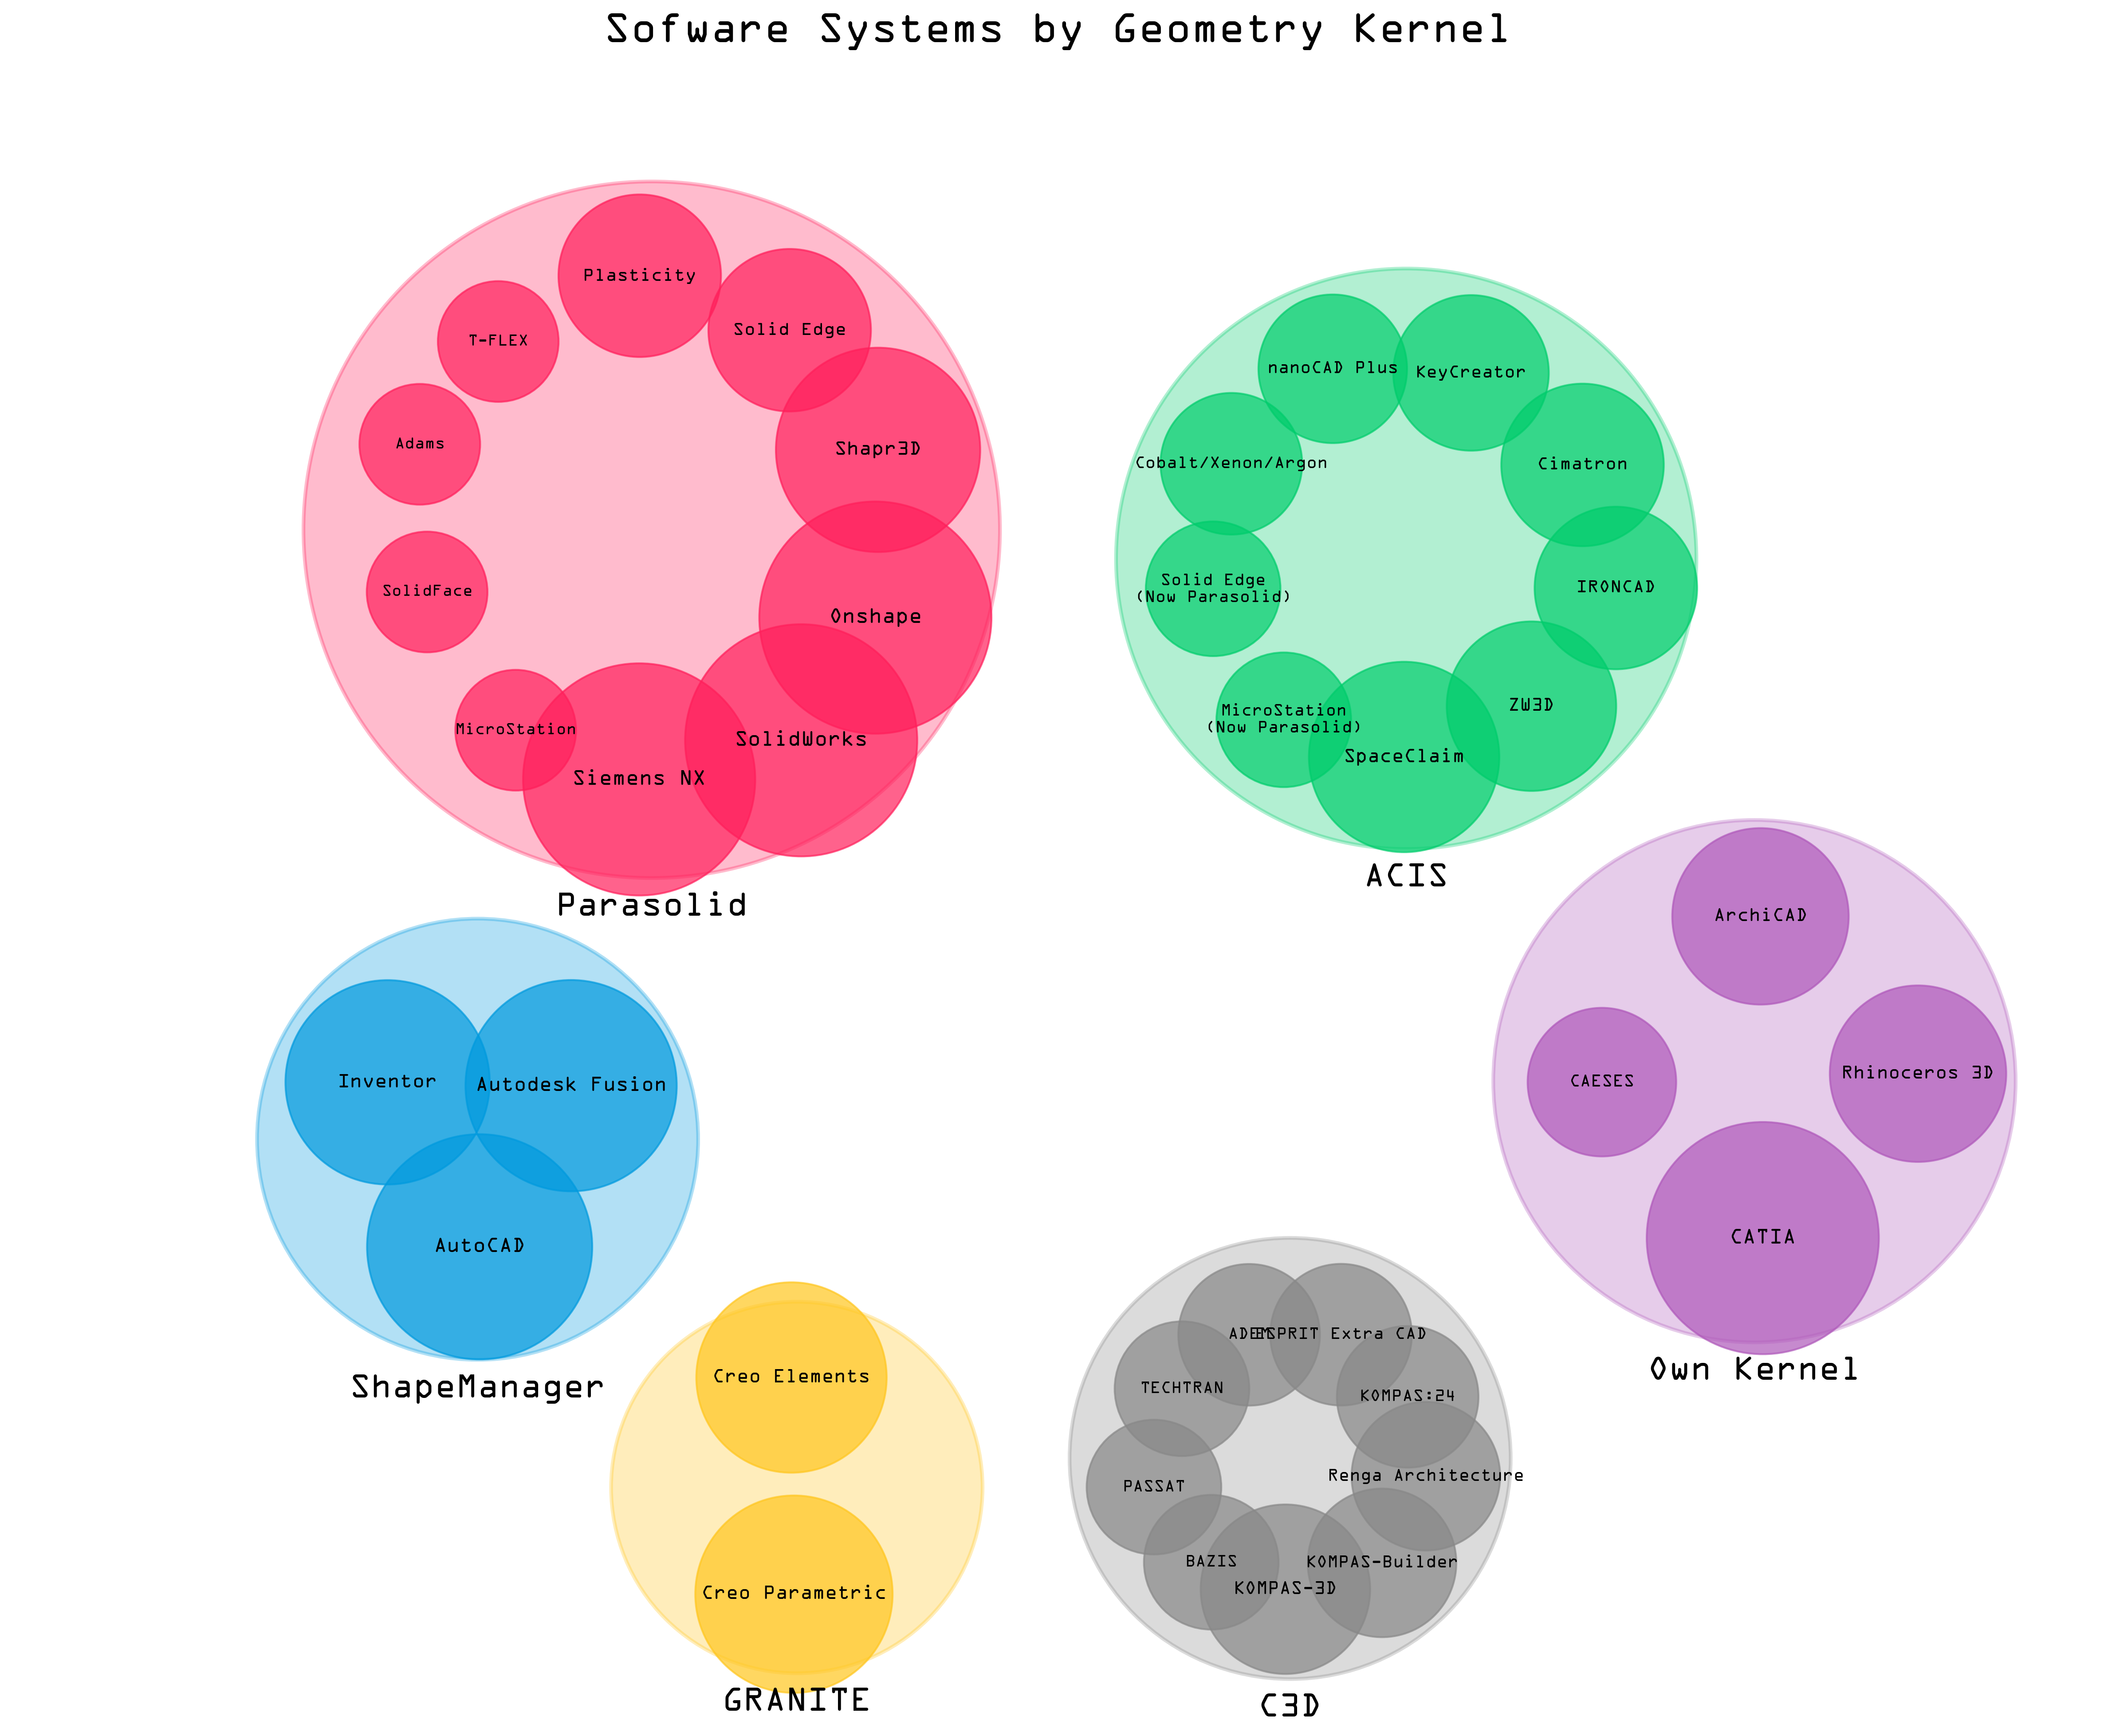 Sofware Systems by Geometry Kernel
Plasticity
Solid Edge
T-FLEX
Shapr3D
Adams
SolidFace
Onshape
MicroStation
SolidWorks
Siemens NX
Parasolid
nanoCAD Plus
KeyCreator
Cobalt/Xenon/Argon
Cimatron
Solid Edge
(Now Parasolid)
IRONCAD
MicroStation
(Now Parasolid)
ZW3D
SpaceClaim
ACIS
ArchiCAD
CAESES
Rhinoceros 3D
CATIA
Own Kernel
Inventor
Autodesk Fusion
AutoCAD
ShapeManager
Creo Elements
Creo Parametric
GRANITE
ADEM
ESPRIT Extra CAD
TECHTRAN
KOMPAS:24
PASSAT
Renga Architecture
BAZIS
KOMPAS-Builder
KOMPAS-3D
C3D